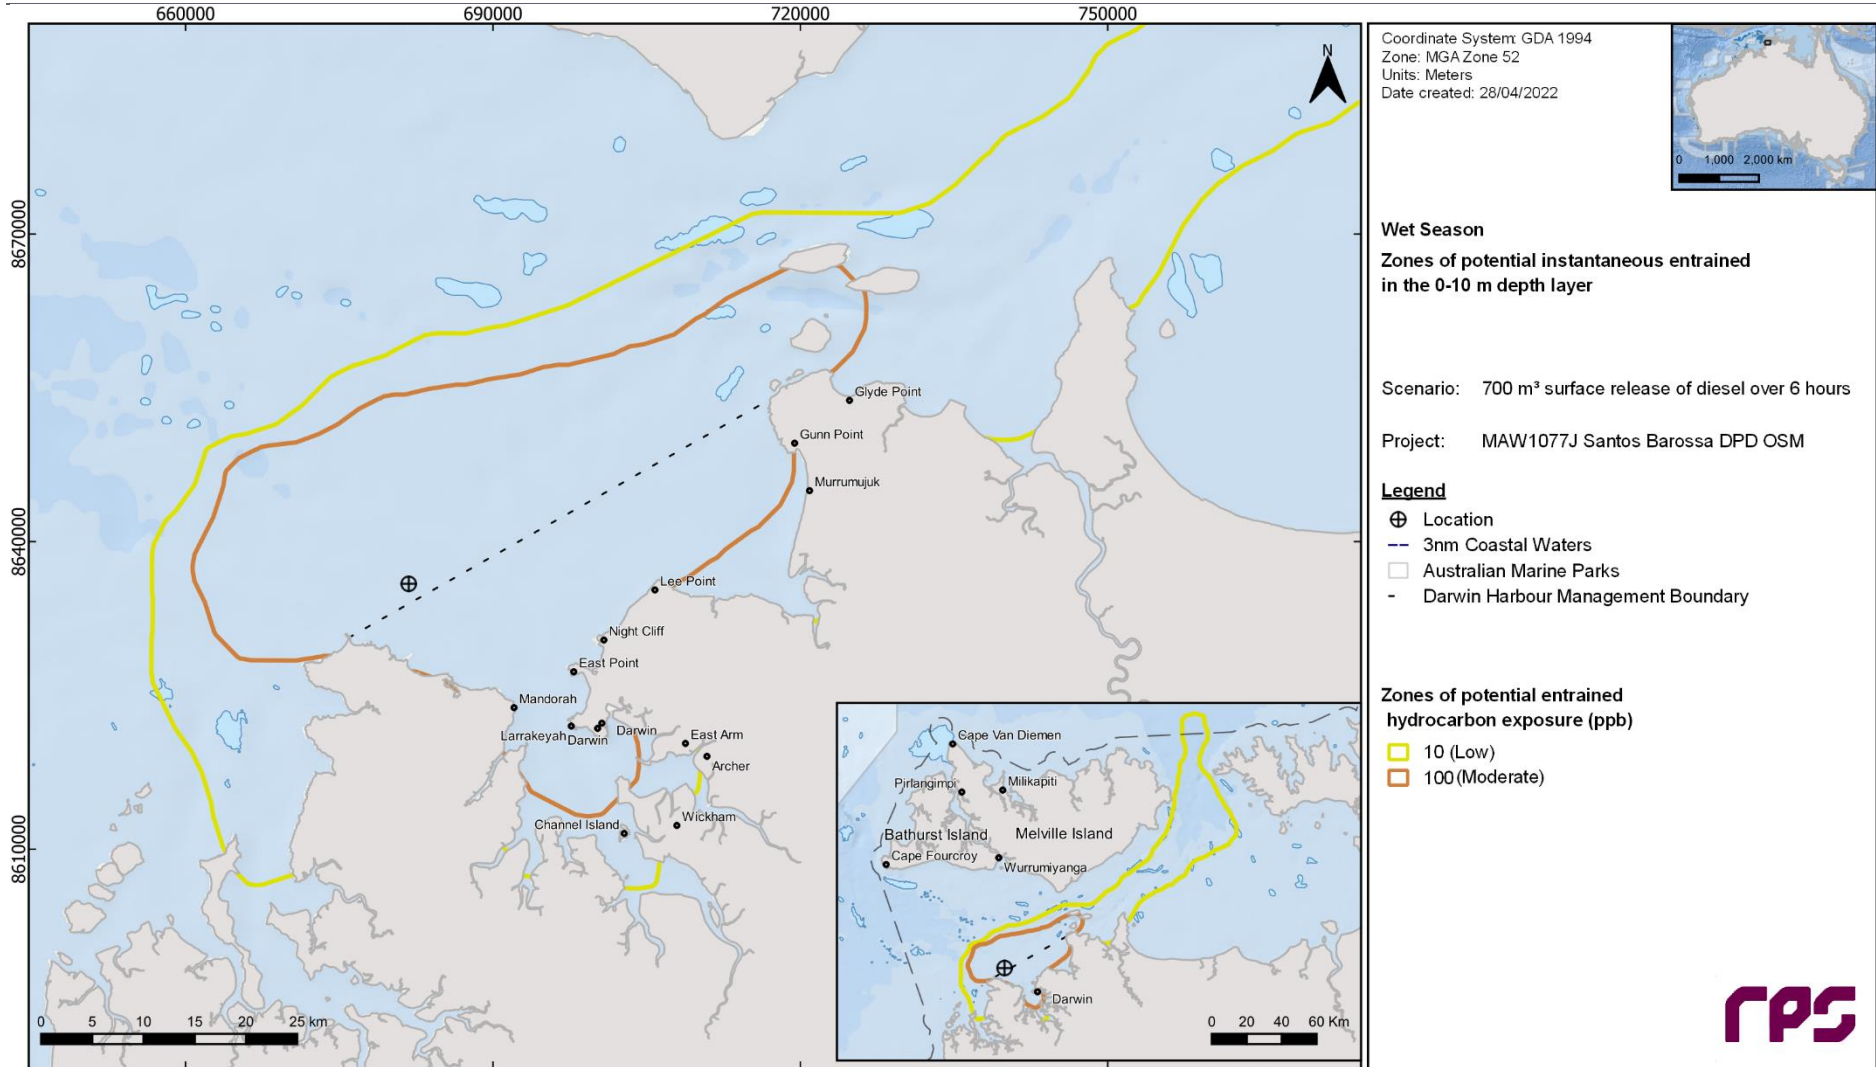 660000
690000
720000
750000
8670000
8640000
8610000
N
Glyde Point
Gunn Point
Murrumujuk
Lee Point
Night Cliff
East Point
Mandorah
Larrakeyah
Darwin
Darwin
East Arm
Archer
Channel Island
Wickham
0 5 10 15 20 25 km
Cape Van Diemen
Pirlangimpi
Milikapiti
Bathurst Island
Melville Island
Cape Fourcroy
Wurrumiyanga
Darwin
0 20 40 60 Km
Coordinate System: GDA 1994
Zone: MGA Zone 52
Units: Meters
Date created: 28/04/2022
0 1,000 2,000 km
Wet Season
Zones of potential instantaneous entrained
in the 0-10 m depth layer
Scenario: 700 m³ surface release of diesel over 6 hours
Project: MAW1077J Santos Barossa DPD OSM
Legend
Location
3nm Coastal Waters
Australian Marine Parks
Darwin Harbour Management Boundary
Zones of potential entrained
hydrocarbon exposure (ppb)
10 (Low)
100 (Moderate)
rps